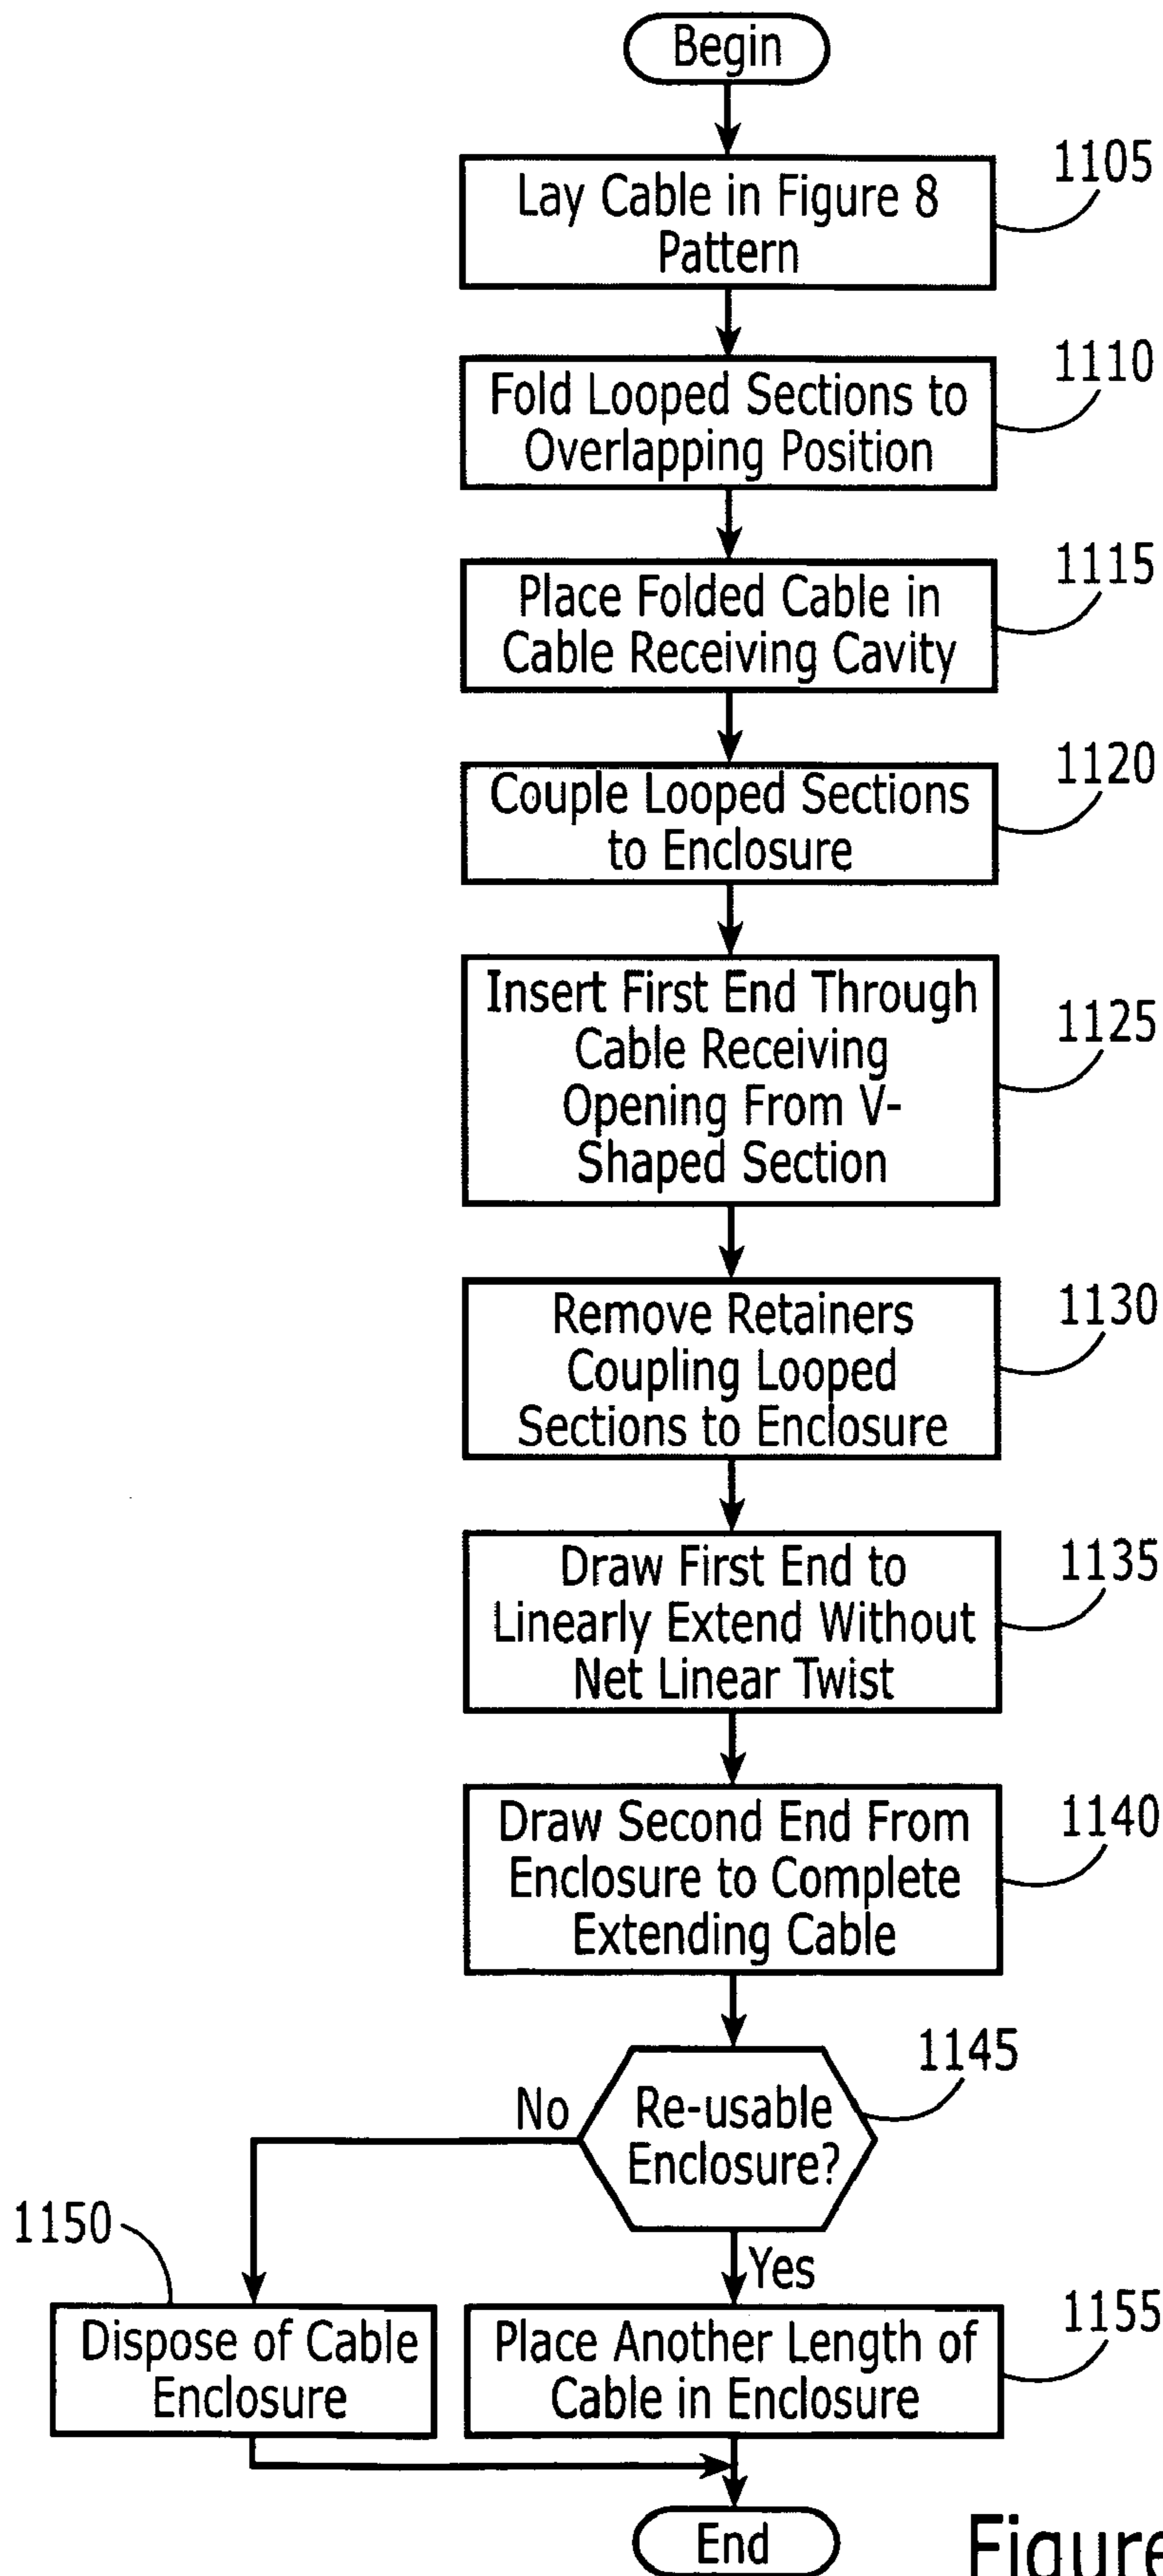 Begin
1105
Lay Cable in Figure 8
Pattern
1110
Fold Looped Sections to
Overlapping Position
1115
Place Folded Cable in
Cable Receiving Cavity
1120
Couple Looped Sections
to Enclosure
Insert First End Through
1125
Cable Receiving
Opening From V-
Shaped Section
1130
Remove Retainers
Coupling Looped
Sections to Enclosure
1135
Draw First End to
Linearly Extend Without
Net Linear Twist
1140
Draw Second End From
Enclosure to Complete
Extending Cable
1145
No
Re-usable
Enclosure?
1150
Yes
1155
Dispose of Cable
Enclosure
Place Another Length of
Cable in Enclosure
End
Figure